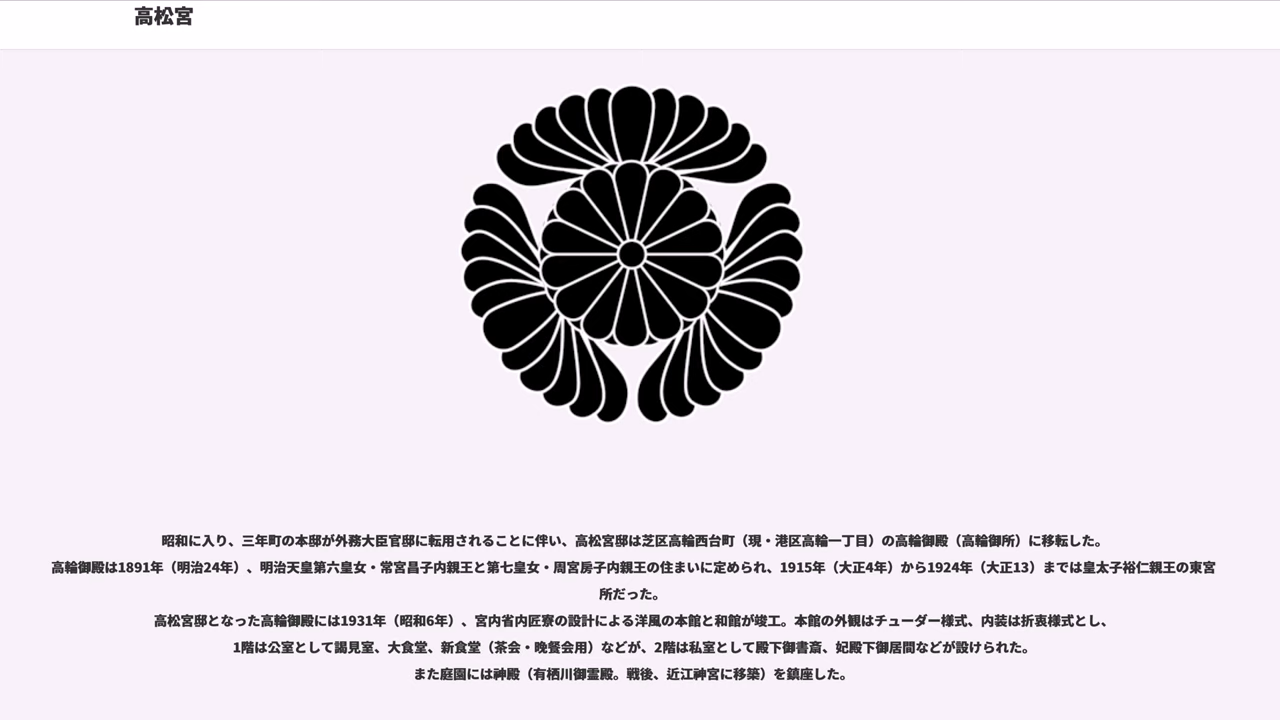 高松宮
昭和に入り、三年町の本邸が外務大臣官邸に転用されることに伴い、高松宮邸は芝区高輪西台町（現・港区高輪一丁目）の高輪御殿（高輪御所）に移転した。
高輪御殿は1891年（明治24年）、明治天皇第六皇女・常宮昌子内親王と第七皇女・周宮房子内親王の住まいに定められ、1915年（大正4年）から1924年（大正13）までは皇太子裕仁親王の東宮
所だった。
高松宮邸となった高輪御殿には1931年（昭和6年）、宮内省内匠寮の設計による洋風の本館と和館が竣工。本館の外観はチューダー様式、内装は折衷様式とし、
1階は公室として謁見室、大食堂、新食堂（茶会・晩餐会用）などが、2階は私室として殿下御書斎、妃殿下御居間などが設けられた。
また庭園には神殿（有栖川御霊殿。戦後、近江神宮に移築）を鎮座した。